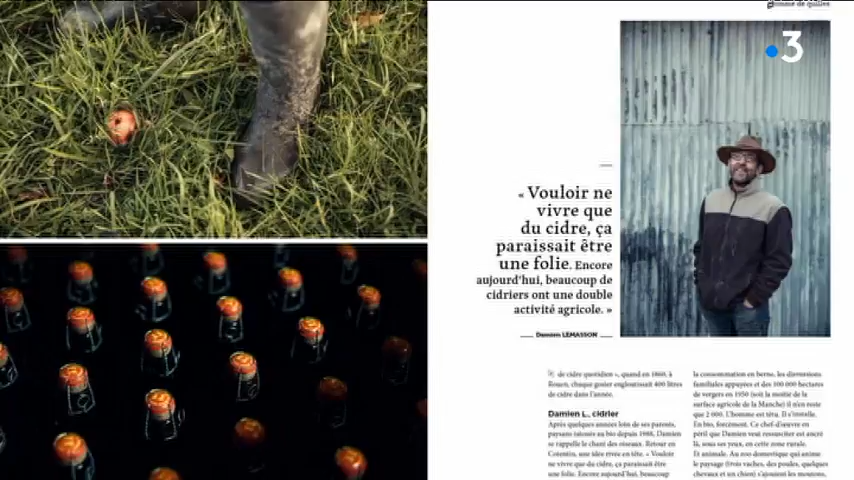 homme de quilles
3
« Vouloir ne
vivre que
du cidre, ça
paraissait être
une folie. Encore
aujourd'hui, beaucoup de
cidriers ont une double
activité agricole. »
Damien LEMASSON
de cidre quotidien », quand en 1860, à
Rouen, chaque gosier engloutissait 400 litres
de cidre dans l'année.
Damien L., cidrier
Après quelques années loin de ses parents,
paysans install au bio depuis 1988, Damien
se rappelle le chant des oiseaux. Retour en
Cotentin, une idée rivée en tête. « Vouloir
ne vivre que du cidre, ça paraissait être
une folie. Encore aujourd'hui, beaucoup
la consommation en berne, les dimensions
familiales appuyées et des 100 000 hectares
de vergers en 1950 (soit la moitié de la
surface agricole de la Manche) il n'en reste
que 2 000. L'homme est têtu. Il s'installe.
En bio, forcément. Ce chef-d'œuvre en
péril que Damien veut ressusciter est ancré
là, sous ses yeux, en cette zone rurale.
Et animale. Au zoo domestique qui anime
le paysage (trois vaches, des poules, quelques
chevaux et un chien) s'ajoutent les moutons,